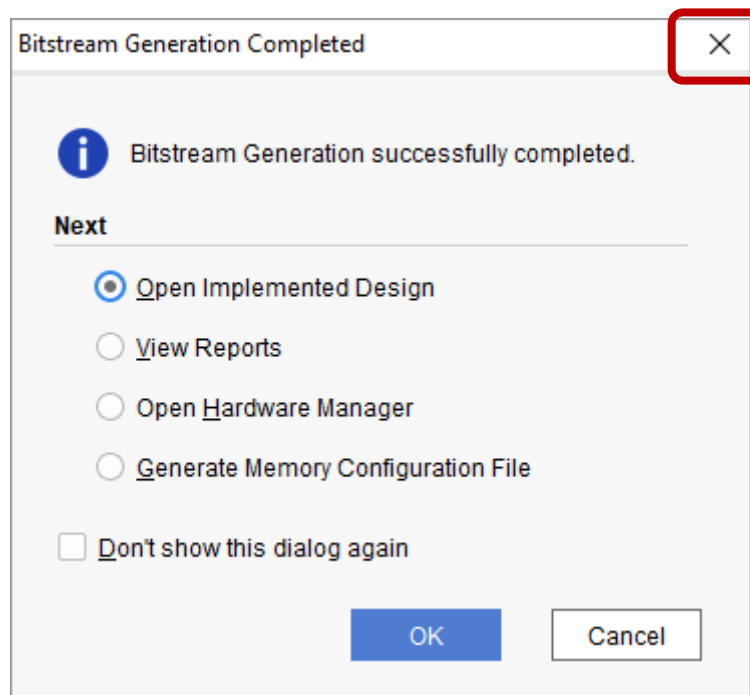 Bitstream Generation Completed
Bitstream Generation successfully completed.
Next
Open Implemented Design
View Reports
Open Hardware Manager
Generate Memory Configuration File
Don't show this dialog again
OK
Cancel